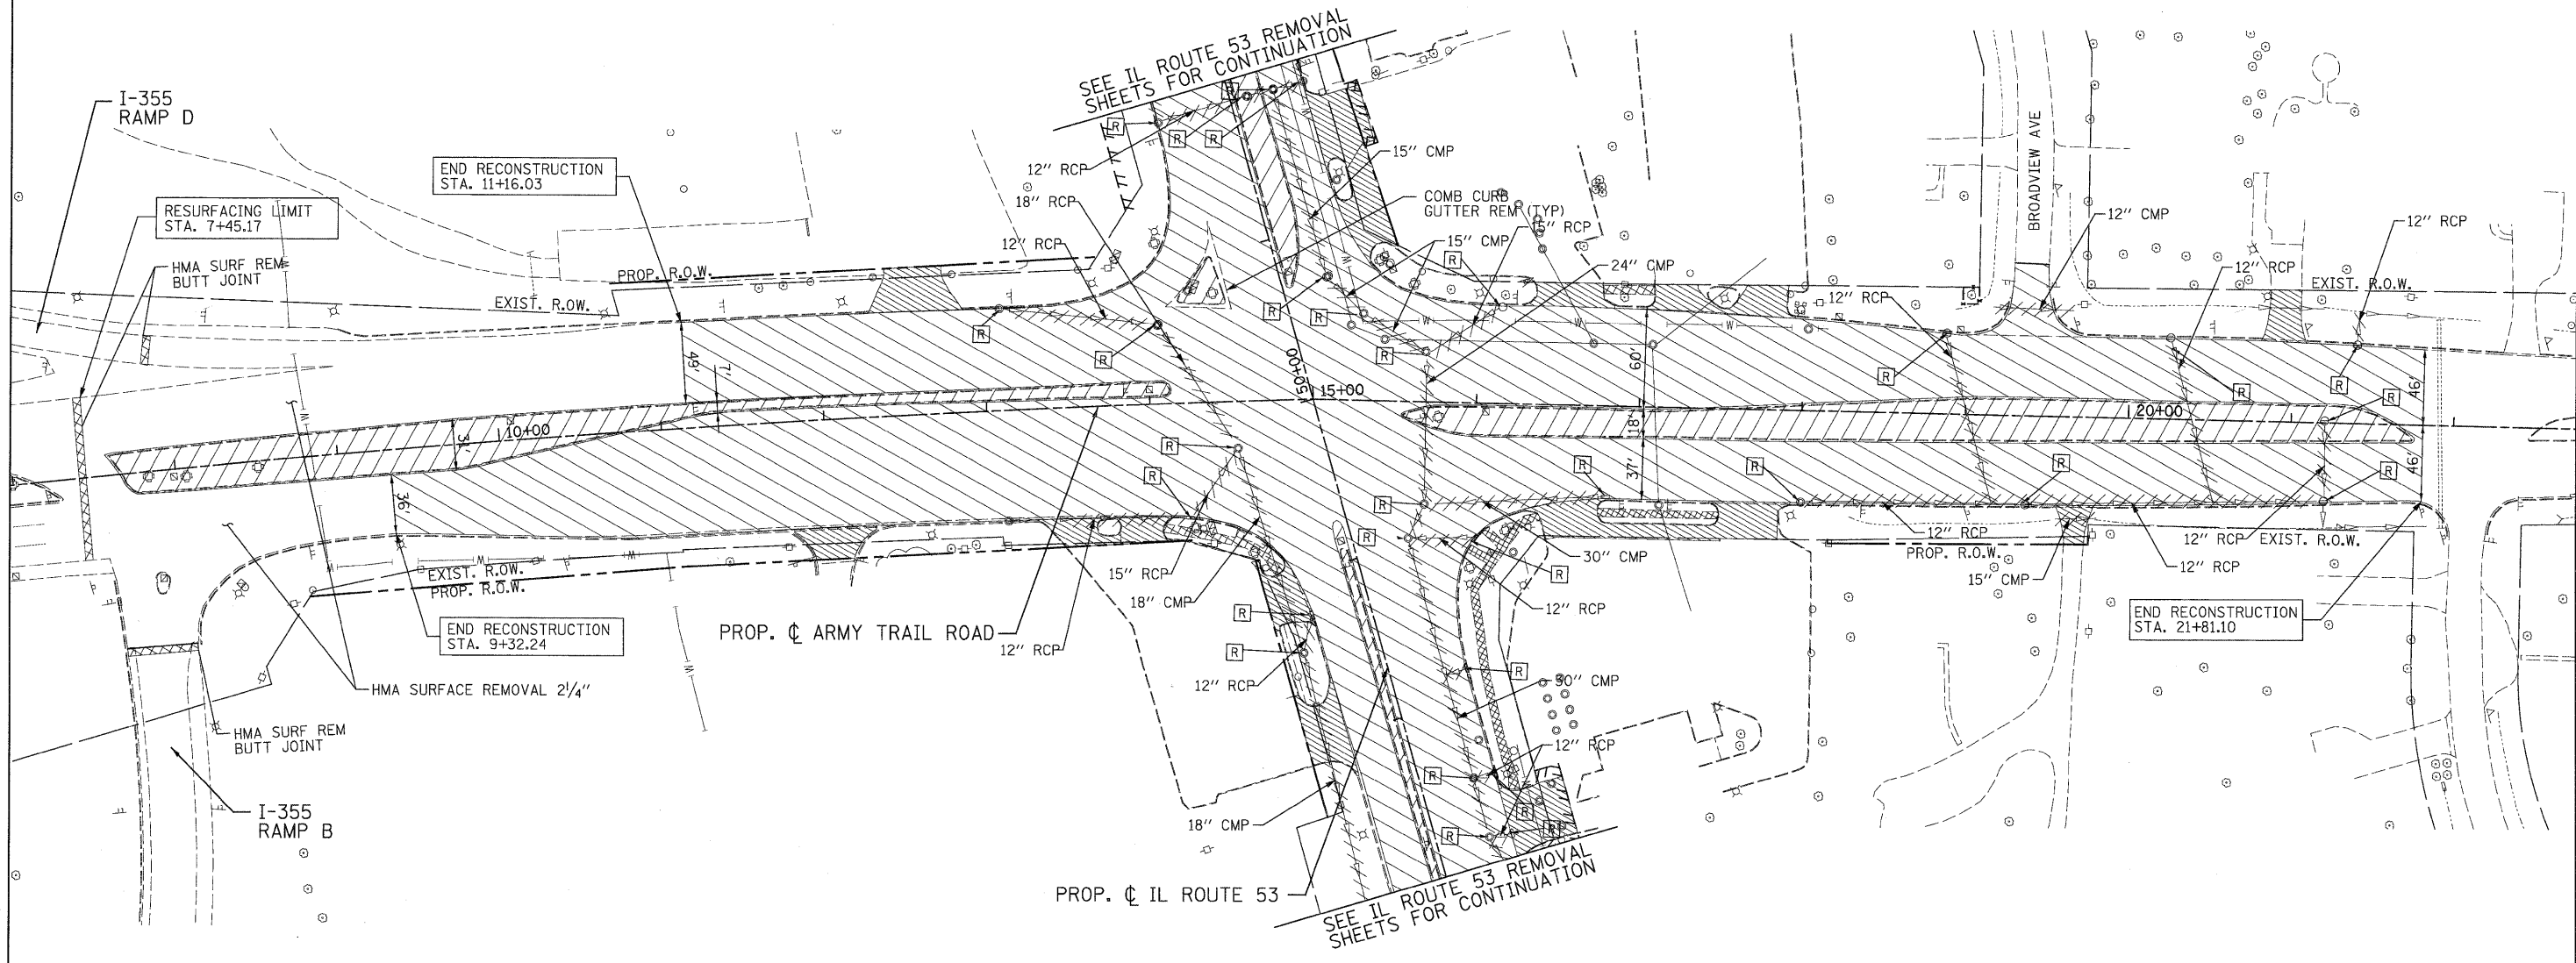 SEE IL ROUTE 53 REMOVAL
SHEETS FOR CONTINUATION
I-355
RAMP D
END RECONSTRUCTION
STA. 11+16.03
RESURFACING LIMIT
STA. 7+45.17
HMA SURF REM
BUTT JOINT
EXIST. R.O.W.
PROP. R.O.W.
R
R
R
R
12" RCP
18" RCP
12" RCP
15" CMP
COMB CURB
GUTTER REM (TYP)
15" CMP
15" RCP
24" CMP
BROADVIEW AVE
12" CMP
12" RCP
12" RCP
12" RCP
EXIST. R.O.W.
R
R
R
R
R
R
R
R
R
R
W
W
W
W
W
49'
7'
60'
46'
50+00
15+00
10+00
20+00
31'
18'
37'
46'
36'
R
R
R
R
R
R
R
R
R
R
W
W
W
W
EXIST. R.O.W.
PROP. R.O.W.
15" RCP
18" CMP
12" RCP
30" CMP
12" RCP
12" RCP
PROP. R.O.W.
15" CMP
12" RCP
EXIST. R.O.W.
12" RCP
END RECONSTRUCTION
STA. 9+32.24
PROP. ℄ ARMY TRAIL ROAD
END RECONSTRUCTION
STA. 21+81.10
R
R
R
12" RCP
30" CMP
HMA SURFACE REMOVAL 2¼"
W
HMA SURF REM
BUTT JOINT
12" RCP
R
R
R
R
18" CMP
I-355
RAMP B
PROP. ℄ IL ROUTE 53
SEE IL ROUTE 53 REMOVAL
SHEETS FOR CONTINUATION